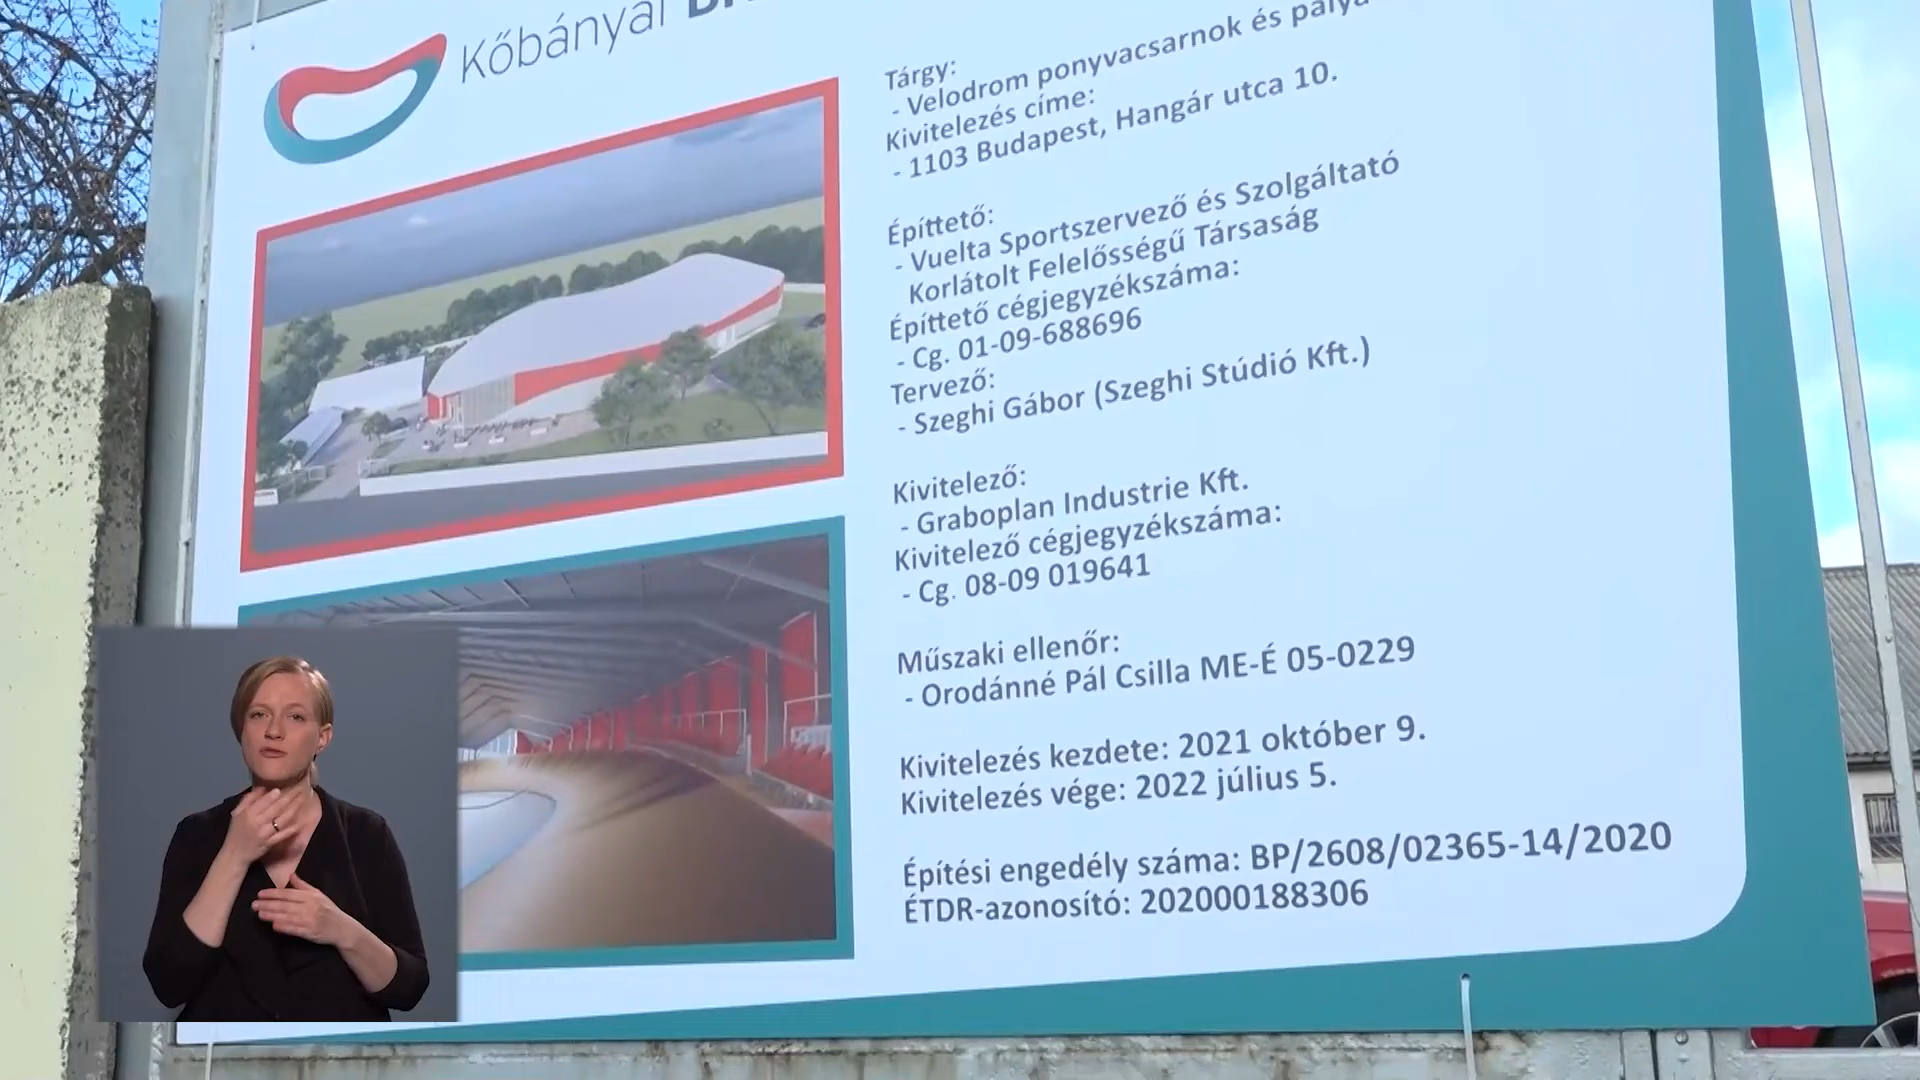 Kőbányai
Tárgy:
- Velodrom ponyvacsarnok és pálya
Kivitelezés címe:
- 1103 Budapest, Hangár utca 10.
Építtető:
- Vuelta Sportszervező és Szolgáltató
Korlátolt Felelősségű Társaság
Építtető cégjegyzékszáma:
- Cg. 01-09-688696
Tervező:
- Szeghi Gábor (Szeghi Stúdió Kft.)
Kivitelező:
- Graboplan Industrie Kft.
Kivitelező cégjegyzékszáma:
- Cg. 08-09 019641
Műszaki ellenőr:
- Orodánné Pál Csilla ME-É 05-0229
Kivitelezés kezdete: 2021 október 9.
Kivitelezés vége: 2022 július 5.
Építési engedély száma: BP/2608/02365-14/2020
ÉTDR-azonosító: 202000188306